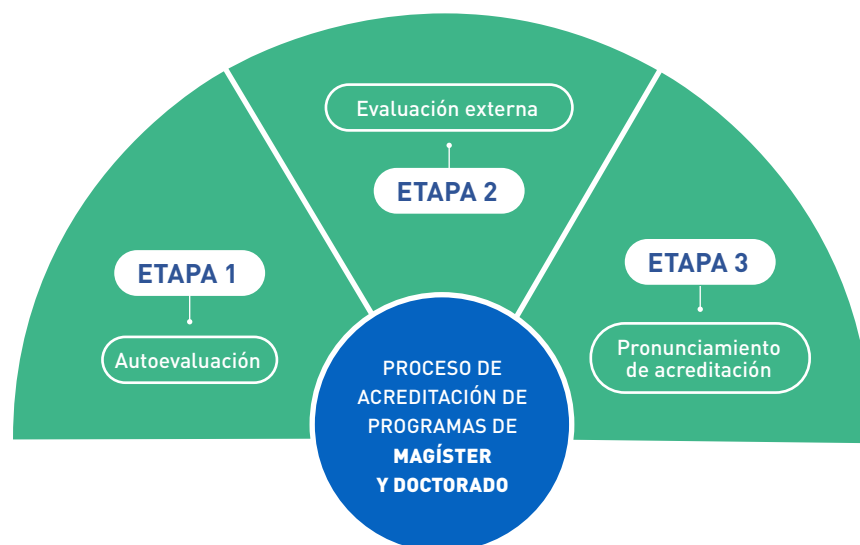 ETAPA 1
Autoevaluación
Evaluación externa
ETAPA 2
ETAPA 3
Pronunciamiento
de acreditación
PROCESO DE
ACREDITACIÓN DE
PROGRAMAS DE
MAGÍSTER
Y DOCTORADO